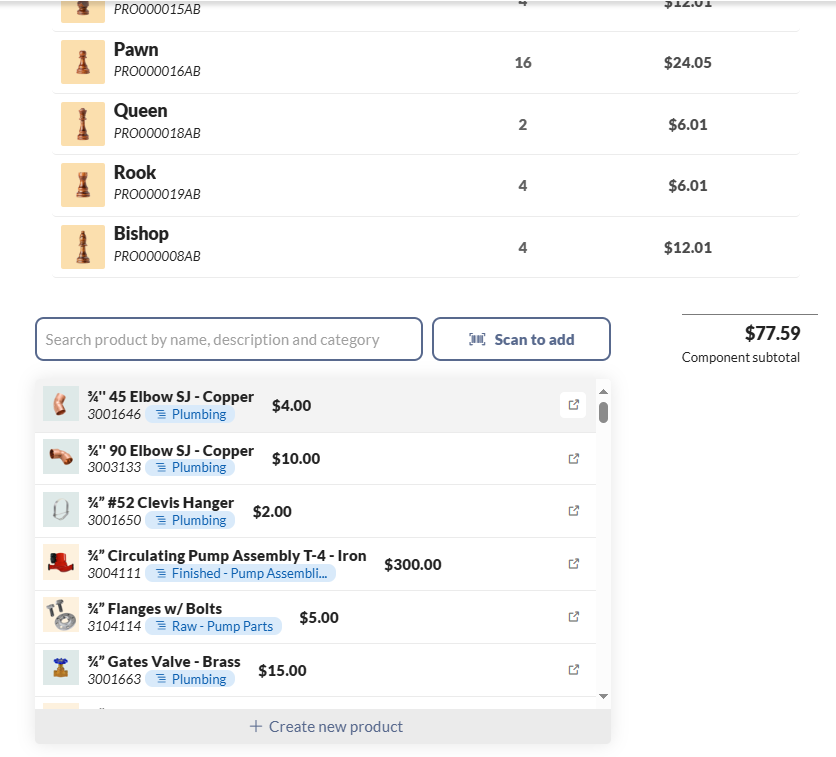 PRO000015AB
4 $12.01
Pawn
PRO000016AB
16 $24.05
Queen
PRO000018AB
2 $6.01
Rook
PRO000019AB
4 $6.01
Bishop
PRO000008AB
4 $12.01
Search product by name, description and category
Scan to add
$77.59
Component subtotal
¾'' 45 Elbow SJ - Copper
3001646 Plumbing
$4.00
¾'' 90 Elbow SJ - Copper
3003133 Plumbing
$10.00
¾” #52 Clevis Hanger
3001650 Plumbing
$2.00
¾” Circulating Pump Assembly T-4 - Iron
3004111 Finished - Pump Assembli...
$300.00
¾” Flanges w/ Bolts
3104114 Raw - Pump Parts
$5.00
¾” Gates Valve - Brass
3001663 Plumbing
$15.00
+ Create new product